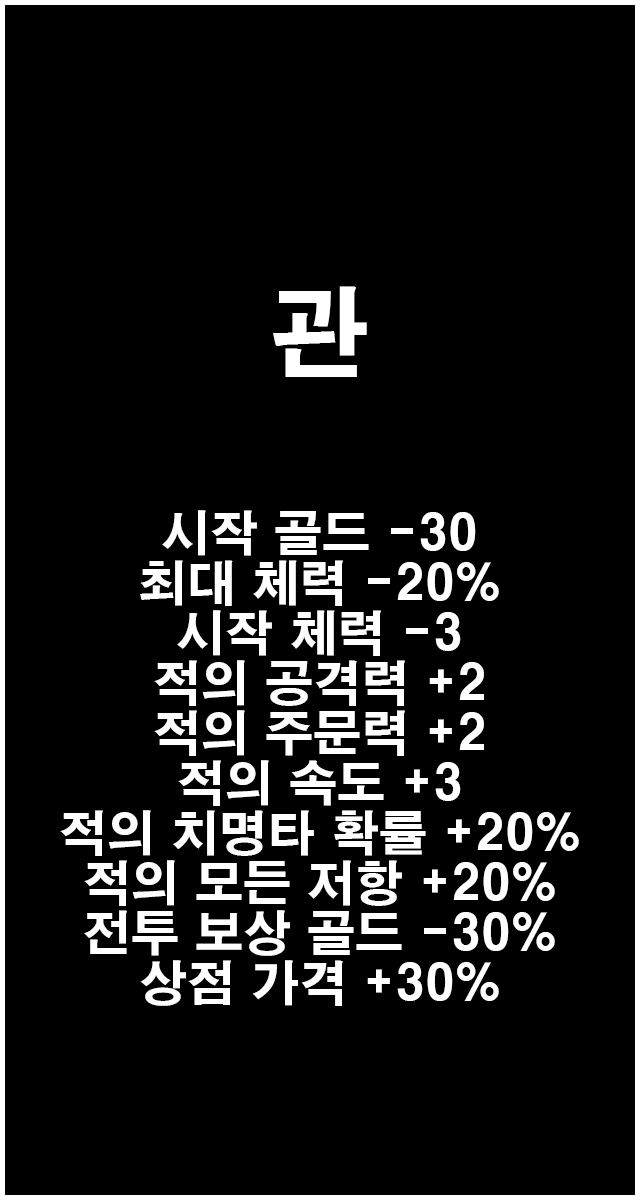 관
시작 골드 -30
최대 체력 -20%
시작 체력 -3
적의 공격력 +2
적의 주문력 +2
적의 속도 +3
적의 치명타 확률 +20%
적의 모든 저항 +20%
전투 보상 골드 -30%
상점 가격 +30%